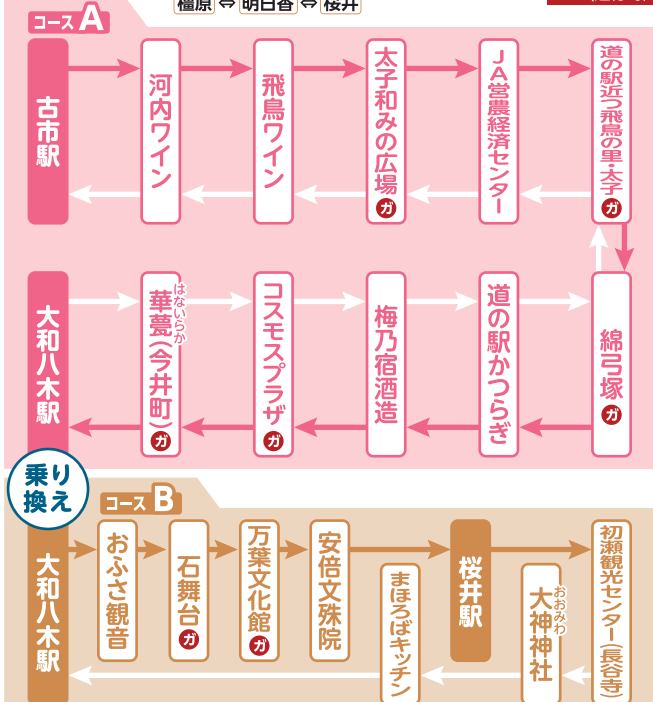 橿原 ⇔ 明日香 ⇔ 桜井
コース A
古市駅
河内ワイン
飛鳥ワイン
太子和みの広場 ガ
JA営農経済センター
道の駅近つ飛鳥の里・太子 ガ
大和八木駅
はないらか
華甍(今井町) ガ
コスモスプラザ ガ
梅乃宿酒造
道の駅かつらぎ
綿弓塚 ガ
乗り
換え
コース B
大和八木駅
おふさ観音
石舞台 ガ
万葉文化館 ガ
安倍文殊院
まほろばキッチン
桜井駅
おおみわ
大神神社
初瀬観光センター(長谷寺)